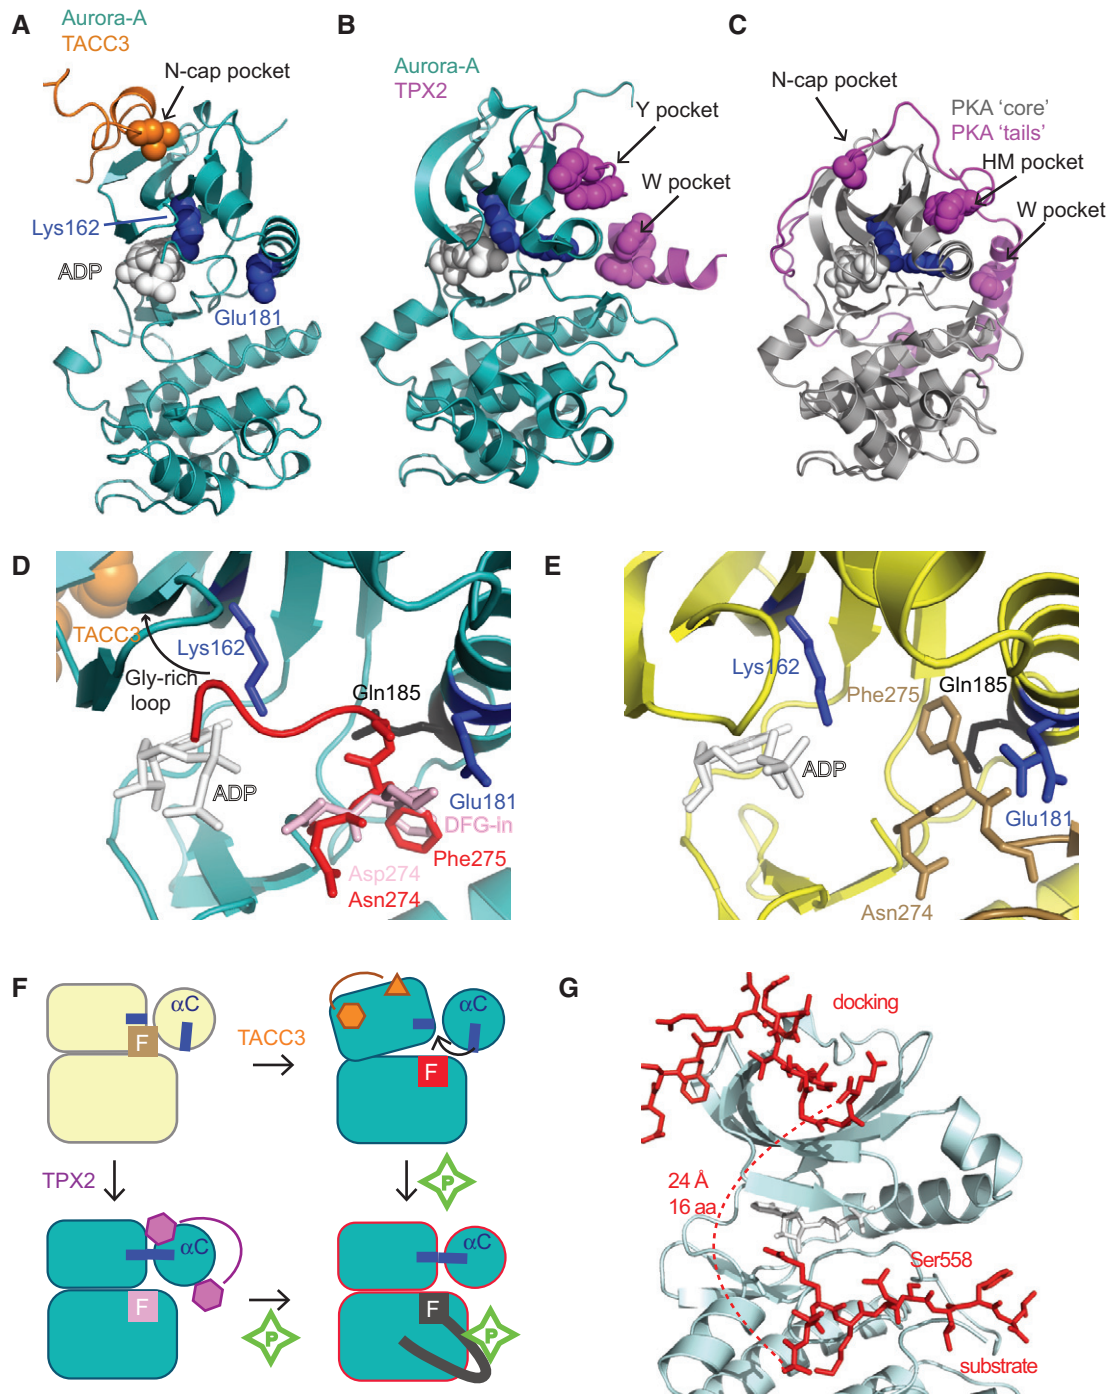 A
Aurora-A
TACC3
N-cap pocket
Lys162
ADP
Glu181
B
Aurora-A
TPX2
Y pocket
W pocket
C
N-cap pocket
PKA 'core'
PKA 'tails'
HM pocket
W pocket
D
TACC3
Lys162
Gly-rich
loop
Gln185
ADP
Glu181
DFG-in
Phe275
Asp274
Asn274
E
Lys162
Phe275
Gln185
ADP
Glu181
Asn274
F
αC
F
TACC3
αC
F
TPX2
P
αC
F
P
αC
F
P
G
docking
24 Å
16 aa
Ser558
substrate